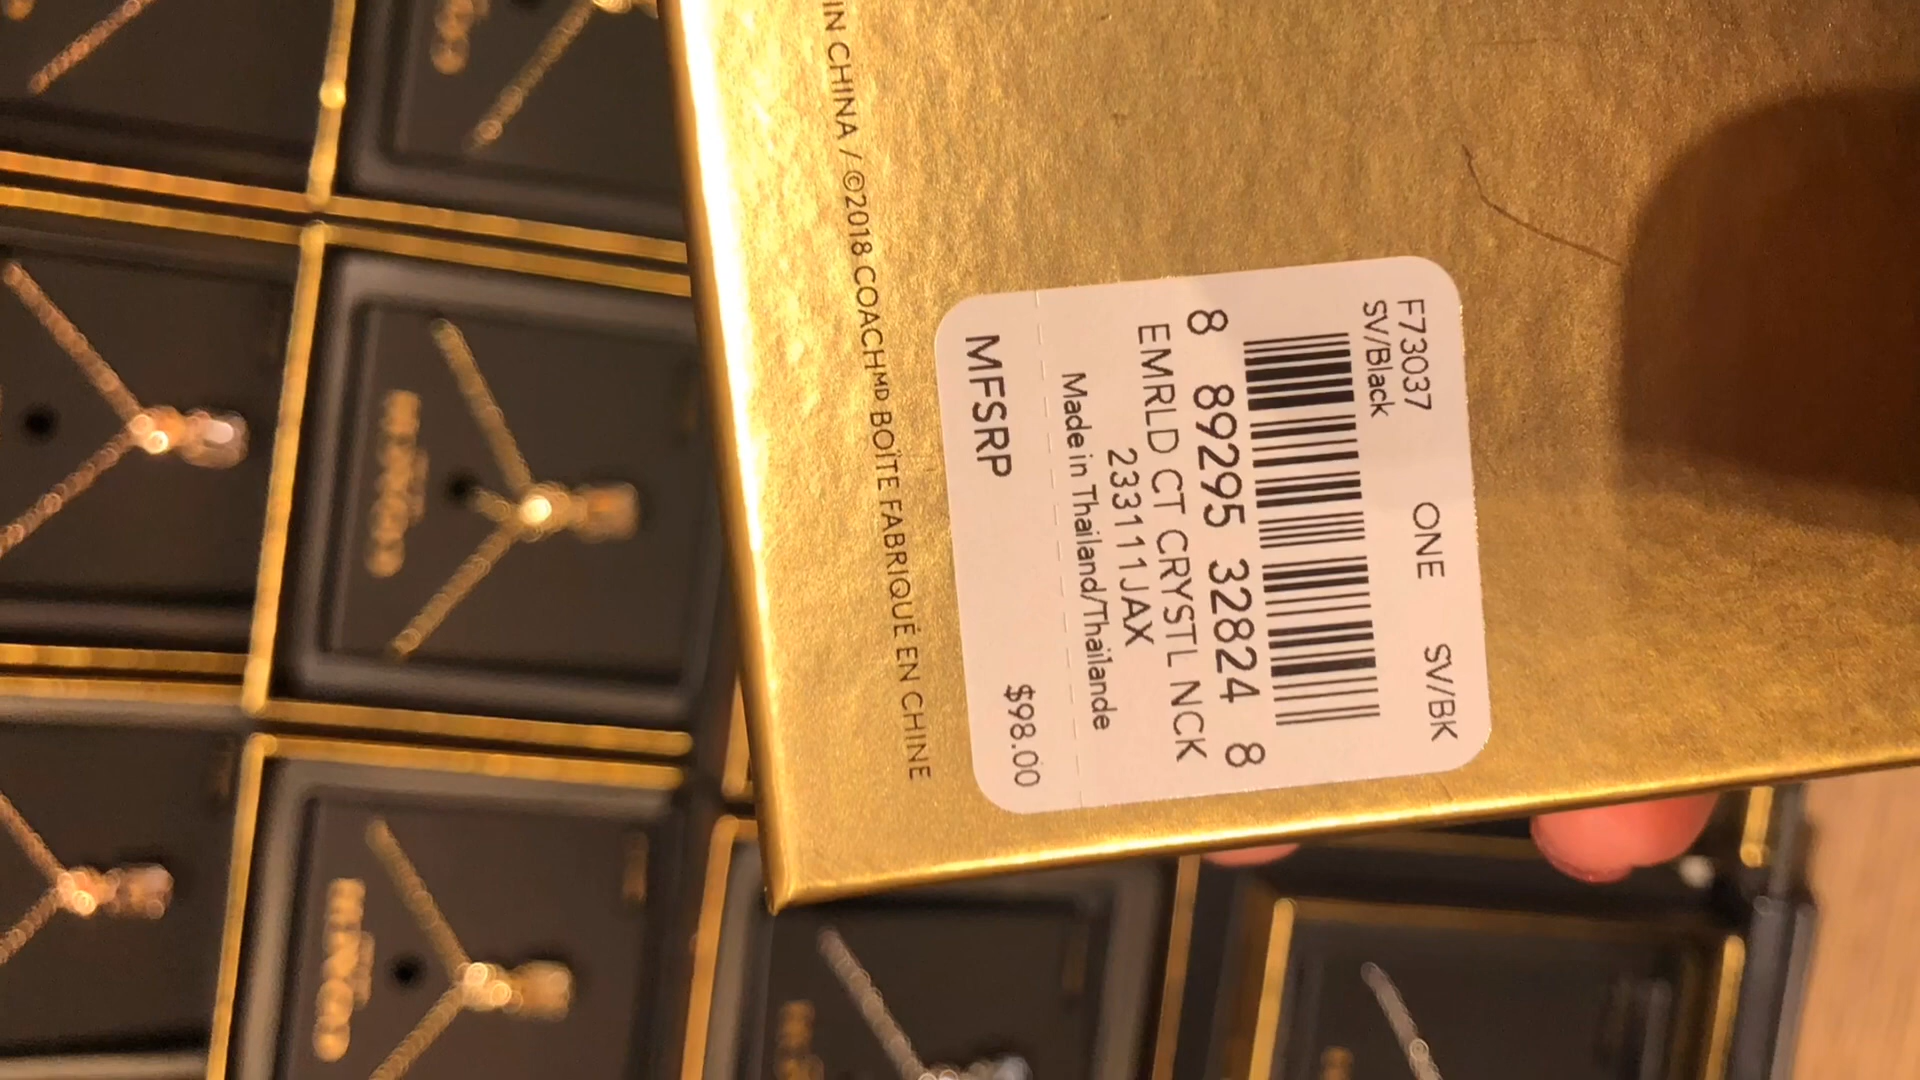 F73037 ONE SV/BK
SV/Black
8 89295 32824 8
EMRLD CT CRYSTL NCK
233111JAX
Made in Thailand/Thaïlande
$98.00
MFSRP
IN CHINA / ©2018 COACHᴹᴰ BOÎTE FABRIQUÉ EN CHINE